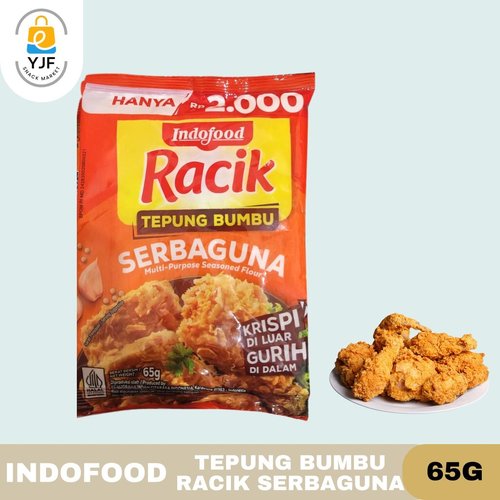 YJF
SNACK MARKET
HANYA Rp 2.000
Indofood
Racik
TEPUNG BUMBU
SERBAGUNA
Multi-Purpose Seasoned Flour
KRISPI
DI LUAR
GURIH
DI DALAM
65g
INDOFOOD
TEPUNG BUMBU
RACIK SERBAGUNA
65G